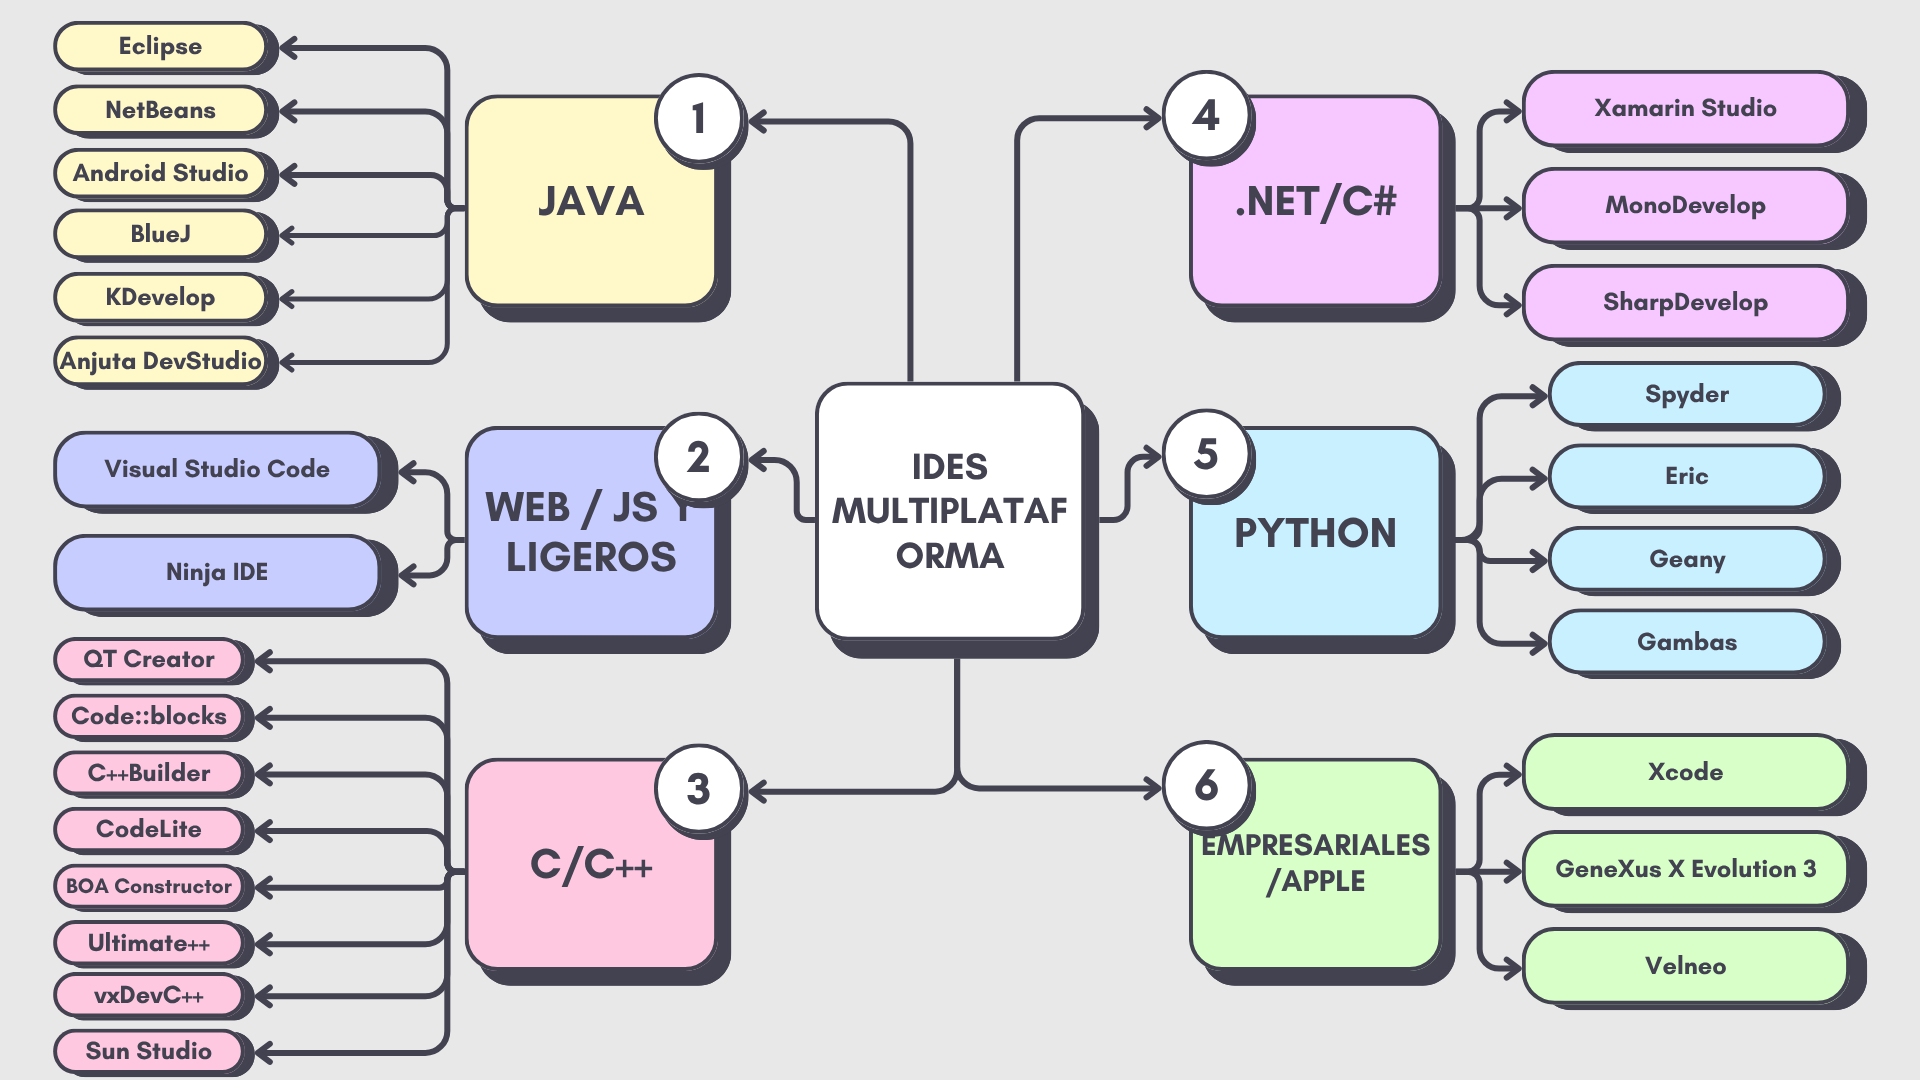 IDES
MULTIPLATAF
ORMA
1
JAVA
Eclipse
NetBeans
Android Studio
BlueJ
KDevelop
Anjuta DevStudio
2
WEB / JS Y
LIGEROS
Visual Studio Code
Ninja IDE
3
C/C++
QT Creator
Code::blocks
C++Builder
CodeLite
BOA Constructor
Ultimate++
vxDevC++
Sun Studio
4
.NET/C#
Xamarin Studio
MonoDevelop
SharpDevelop
5
PYTHON
Spyder
Eric
Geany
Gambas
6
EMPRESARIALES
/APPLE
Xcode
GeneXus X Evolution 3
Velneo